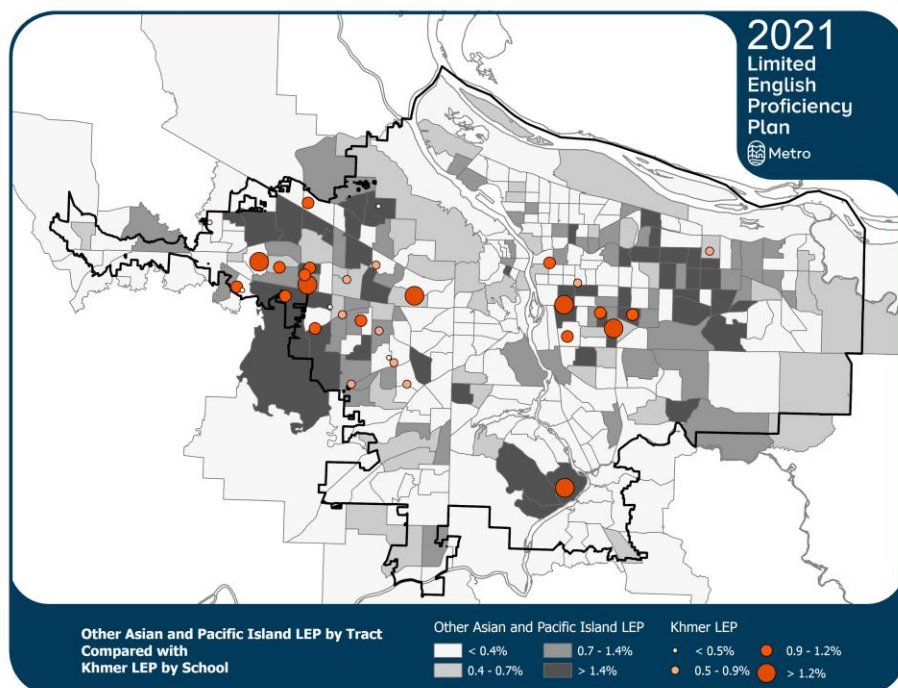 2021
Limited
English
Proficiency
Plan
Metro
Other Asian and Pacific Island LEP by Tract
Compared with
Khmer LEP by School
Other Asian and Pacific Island LEP
< 0.4%
0.4 - 0.7%
0.7 - 1.4%
> 1.4%
Khmer LEP
< 0.5%
0.5 - 0.9%
0.9 - 1.2%
> 1.2%